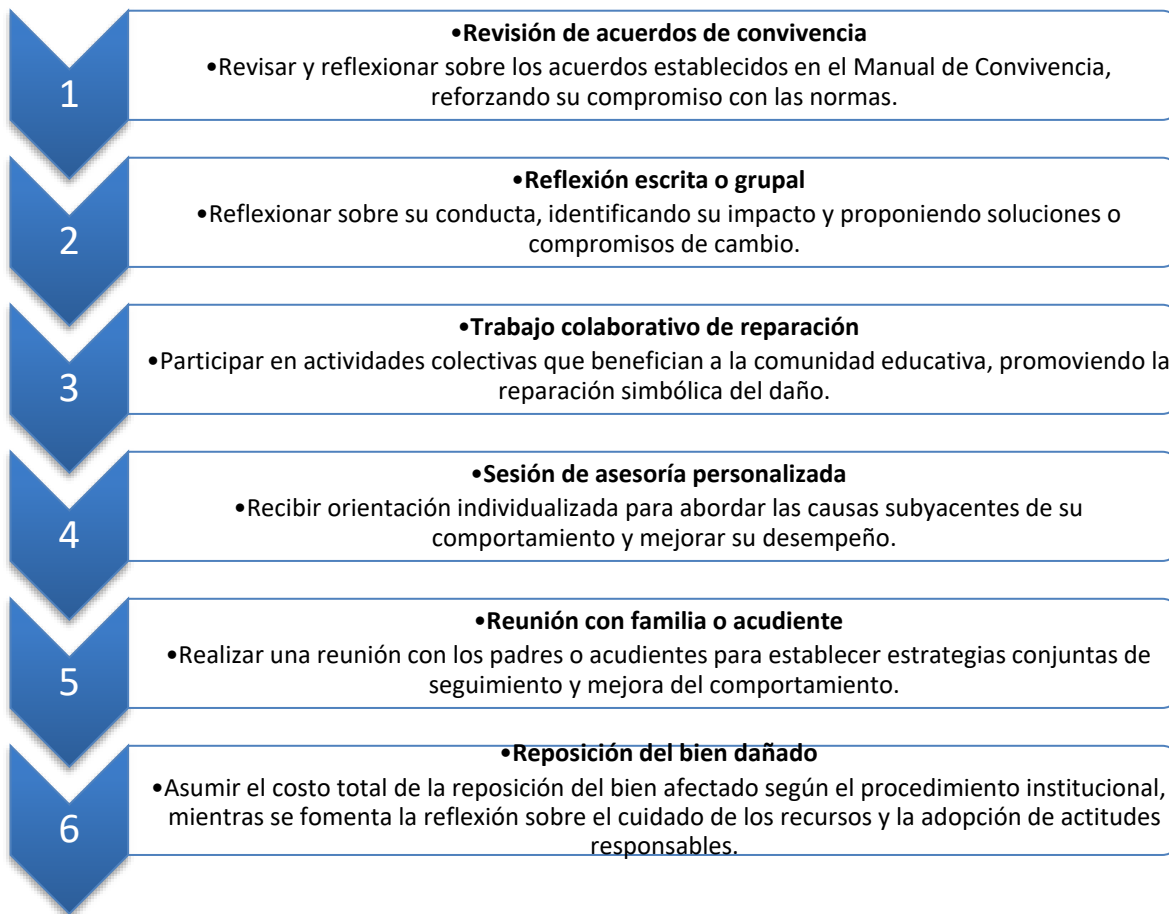 1
•Revisión de acuerdos de convivencia
•Revisar y reflexionar sobre los acuerdos establecidos en el Manual de Convivencia,
reforzando su compromiso con las normas.
2
•Reflexión escrita o grupal
•Reflexionar sobre su conducta, identificando su impacto y proponiendo soluciones o
compromisos de cambio.
3
•Trabajo colaborativo de reparación
•Participar en actividades colectivas que benefician a la comunidad educativa, promoviendo la
reparación simbólica del daño.
4
•Sesión de asesoría personalizada
•Recibir orientación individualizada para abordar las causas subyacentes de su
comportamiento y mejorar su desempeño.
5
•Reunión con familia o acudiente
•Realizar una reunión con los padres o acudientes para establecer estrategias conjuntas de
seguimiento y mejora del comportamiento.
6
•Reposición del bien dañado
•Asumir el costo total de la reposición del bien afectado según el procedimiento institucional,
mientras se fomenta la reflexión sobre el cuidado de los recursos y la adopción de actitudes
responsables.